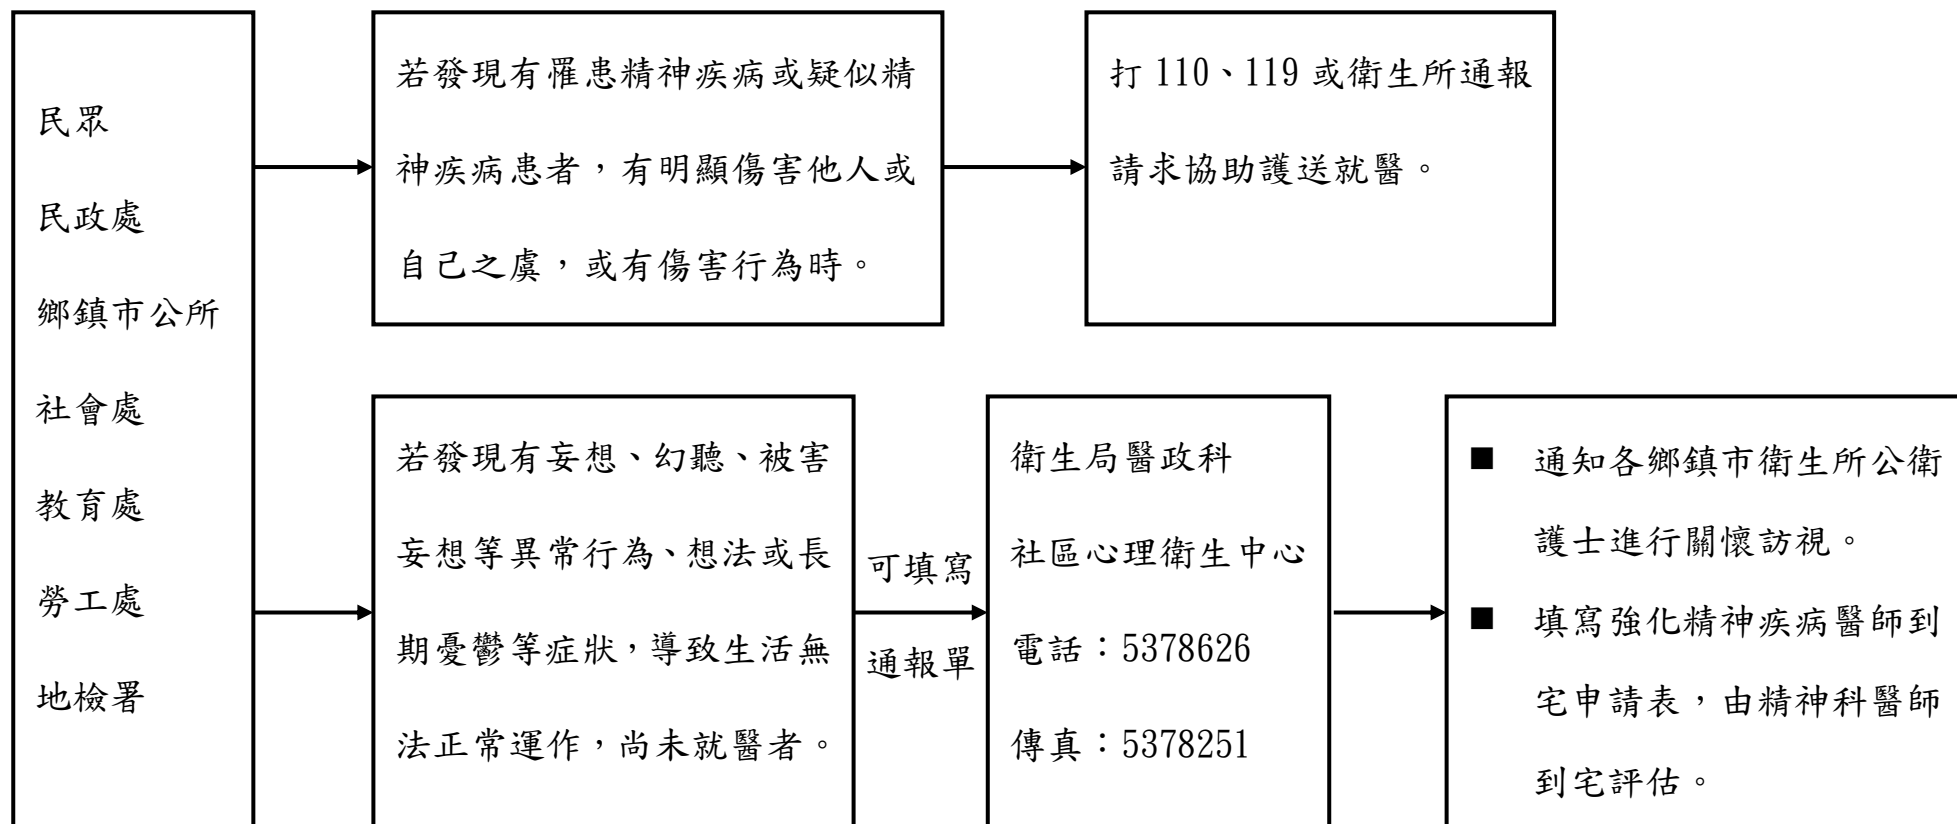 民眾
民政處
鄉鎮市公所
社會處
教育處
勞工處
地檢署
若發現有罹患精神疾病或疑似精
神疾病患者,有明顯傷害他人或
自己之虞,或有傷害行為時。
打 110、119 或衛生所通報
請求協助護送就醫。
若發現有妄想、幻聽、被害
妄想等異常行為、想法或長
期憂鬱等症狀,導致生活無
法正常運作,尚未就醫者。
可填寫
通報單
衛生局醫政科
社區心理衛生中心
電話:5378626
傳真:5378251
■ 通知各鄉鎮市衛生所公衛
護士進行關懷訪視。
■ 填寫強化精神疾病醫師到
宅申請表,由精神科醫師
到宅評估。